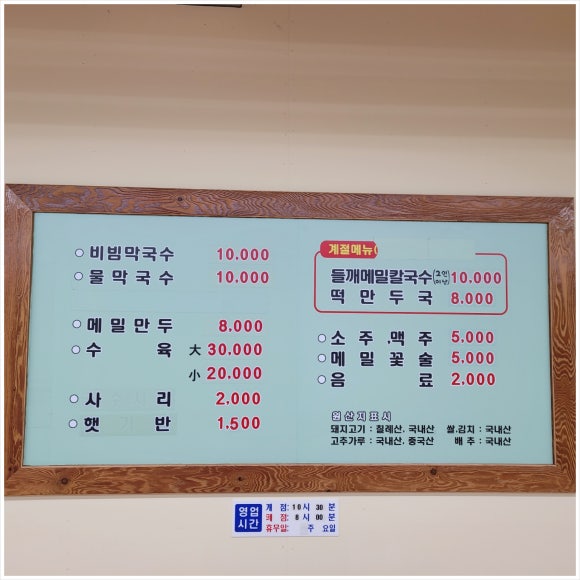 비빔막국수 10.000
물막국수 10.000
메밀만두 8.000
수육 大 30.000
小 20.000
사리 2.000
햇반 1.500
계절메뉴
들깨메밀칼국수 10.000
떡만두국 8.000
소주.맥주 5.000
메밀꽃술 5.000
음료 2.000
원산지표시
돼지고기 : 칠레산. 국내산 쌀.김치 : 국내산
고추가루 : 국내산. 중국산 배추 : 국내산
영업시간
개점: 10시 30분
폐점: 8시 00분
휴무일: 주 요일